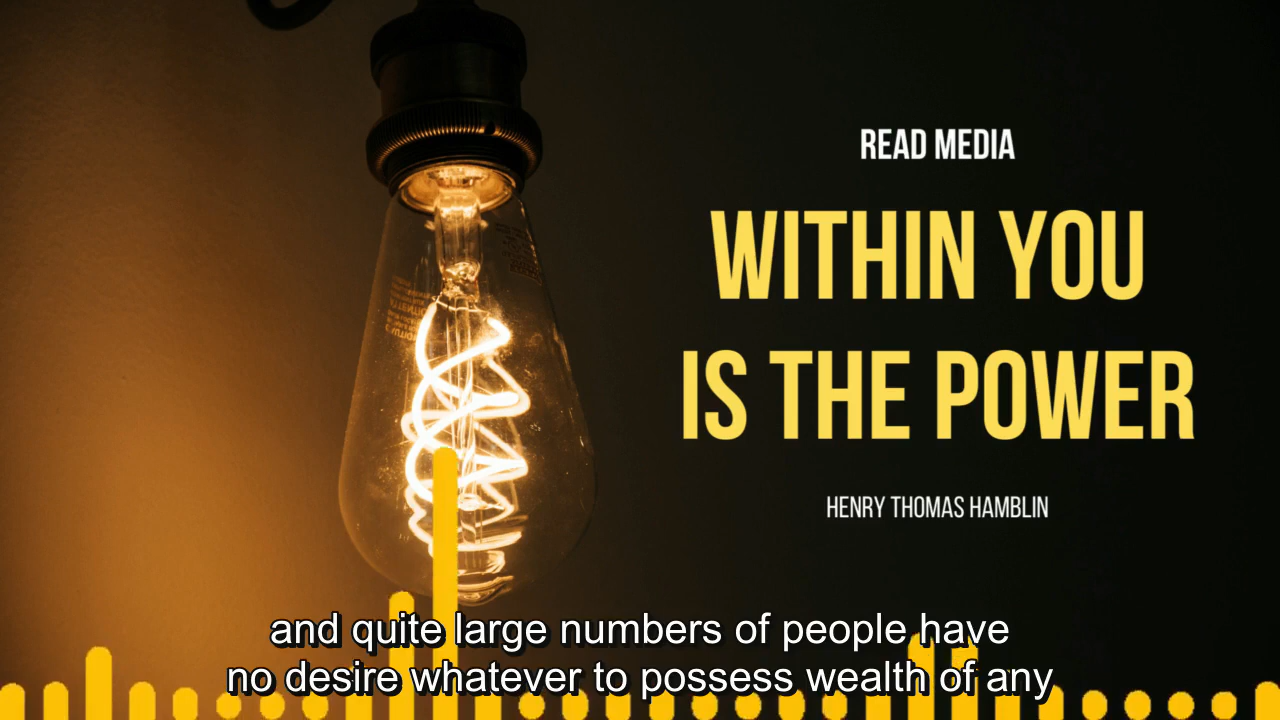 READ MEDIA
WITHIN YOU
IS THE POWER
HENRY THOMAS HAMBLIN
and quite large numbers of people have
no desire whatever to possess wealth of any